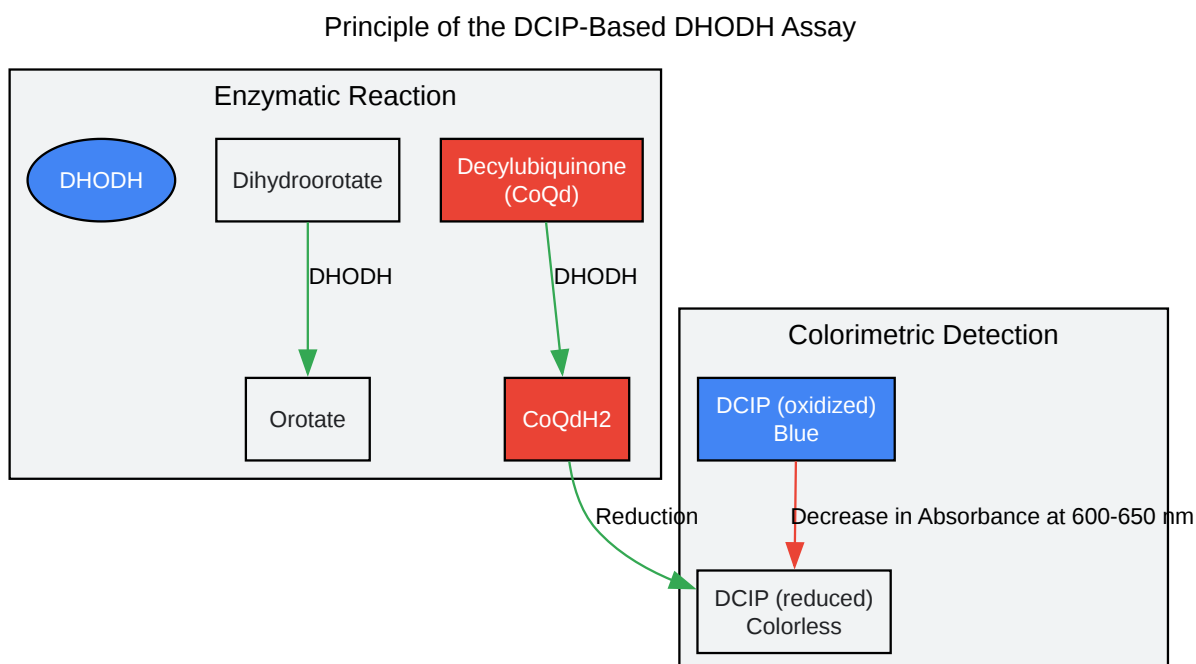 Principle of the DCIP-Based DHODH Assay
Enzymatic Reaction
DHODH
Dihydroorotate
Decylubiquinone
(CoQd)
DHODH
DHODH
Orotate
CoQdH2
Reduction
Colorimetric Detection
DCIP (oxidized)
Blue
Decrease in Absorbance at 600-650 nm
DCIP (reduced)
Colorless